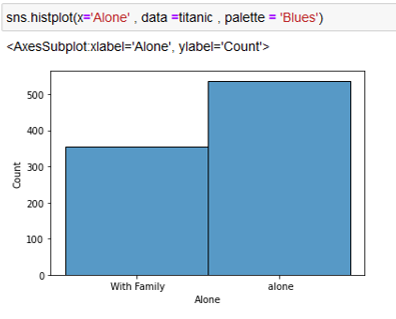 sns.histplot(x='Alone' , data =titanic , palette = 'Blues')
<AxesSubplot:xlabel='Alone', ylabel='Count'>
500
400
300
200
100
0
Count
With Family alone
Alone